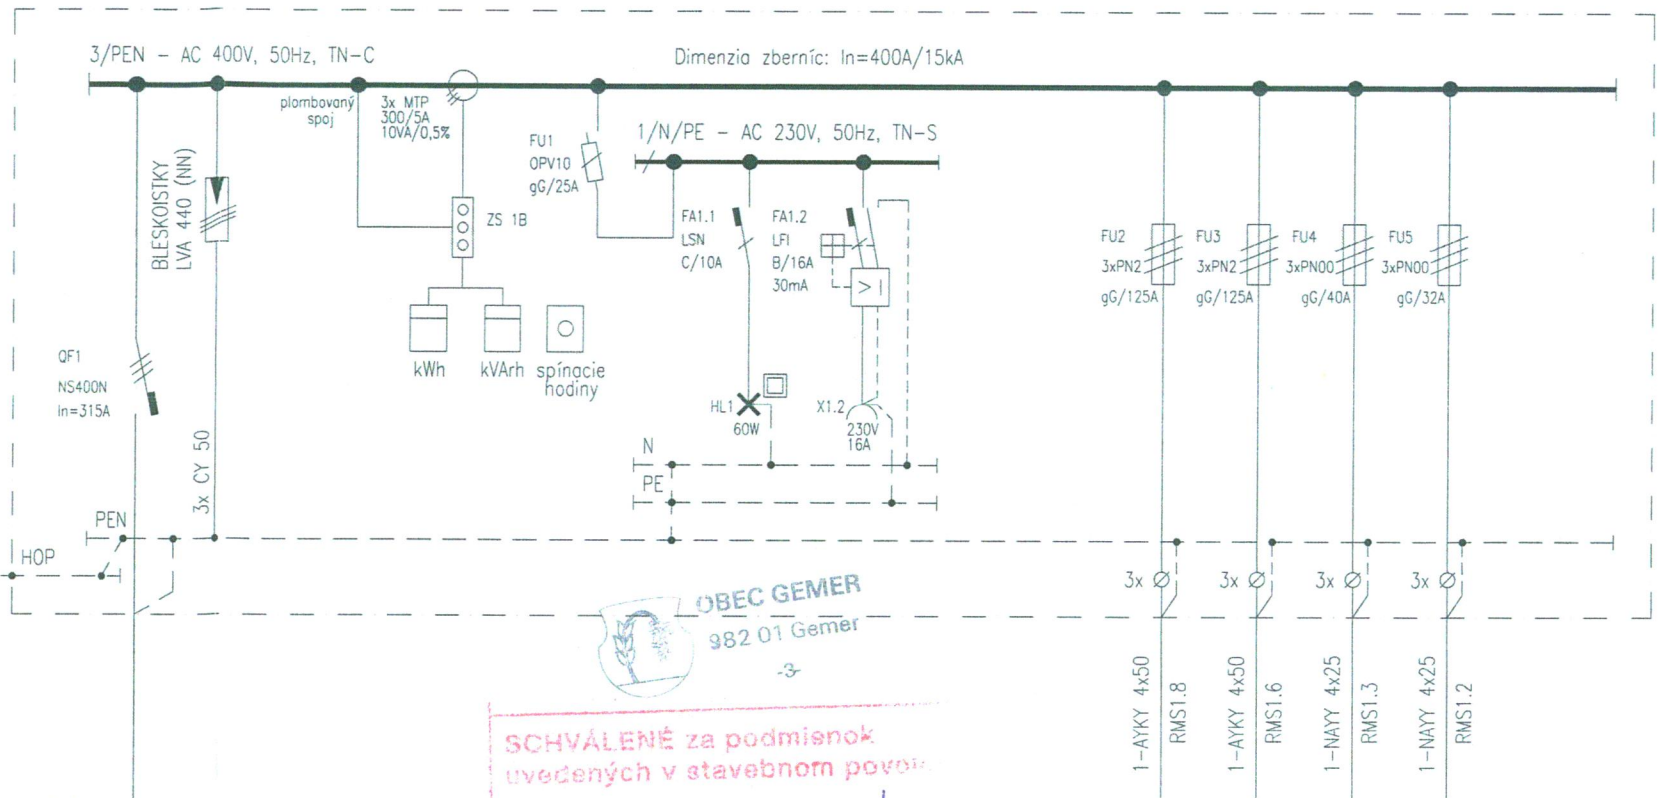 3/PEN – AC 400V, 50Hz, TN-C
Dimenzia zberníc: In=400A/15kA
plombovaný
spoj
3x MTP
300/5A
10VA/0,5%
BLESKOISTKY
LVA 440 (NN)
FU1
OPV10
gG/25A
1/N/PE – AC 230V, 50Hz, TN-S
ZS 1B
FA1.1
LSN
C/10A
FA1.2
LFI
B/16A
30mA
>I
FU2
3xPN2
gG/125A
FU3
3xPN2
gG/125A
FU4
3xPN00
gG/40A
FU5
3xPN00
gG/32A
QF1
NS400N
In=315A
kWh
kVArh
spínacie
hodiny
HL1
60W
X1.2
230V
16A
3x CY 50
N
PE
PEN
HOP
3x
3x
3x
3x
OBEC GEMER
982 01 Gemer
-3-
SCHVÁLENÉ za podmienok
uvedených v stavebnom
1-AYKY 4x50
RMS1.8
1-AYKY 4x50
RMS1.6
1-NAYY 4x25
RMS1.3
1-NAYY 4x25
RMS1.2